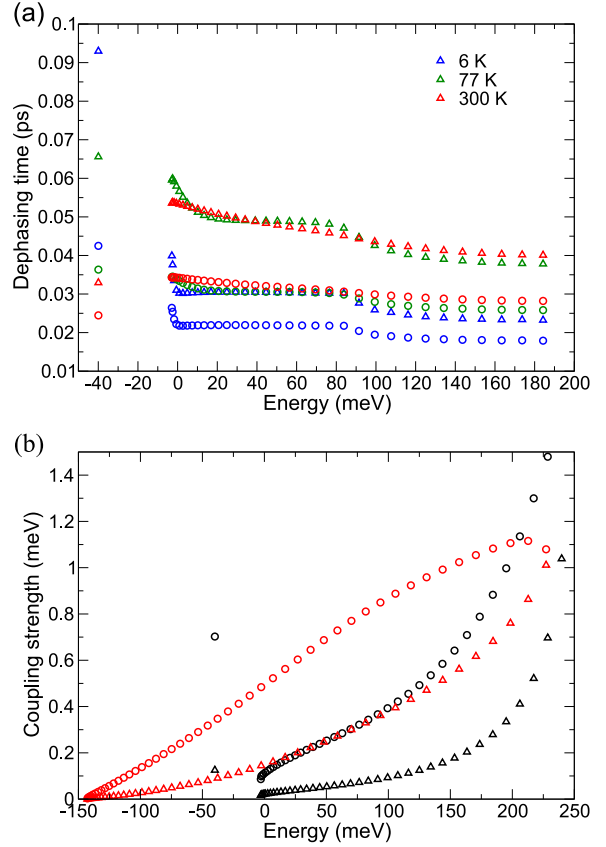 (a)
0.1
0.09
0.08
0.07
0.06
0.05
0.04
0.03
0.02
0.01
Dephasing time (ps)
6 K
77 K
300 K
-40 -20 0 20 40 60 80 100 120 140 160 180 200
Energy (meV)
(b)
1.4
1.2
1
0.8
0.6
0.4
0.2
0
Coupling strength (meV)
-150 -100 -50 0 50 100 150 200 250
Energy (meV)